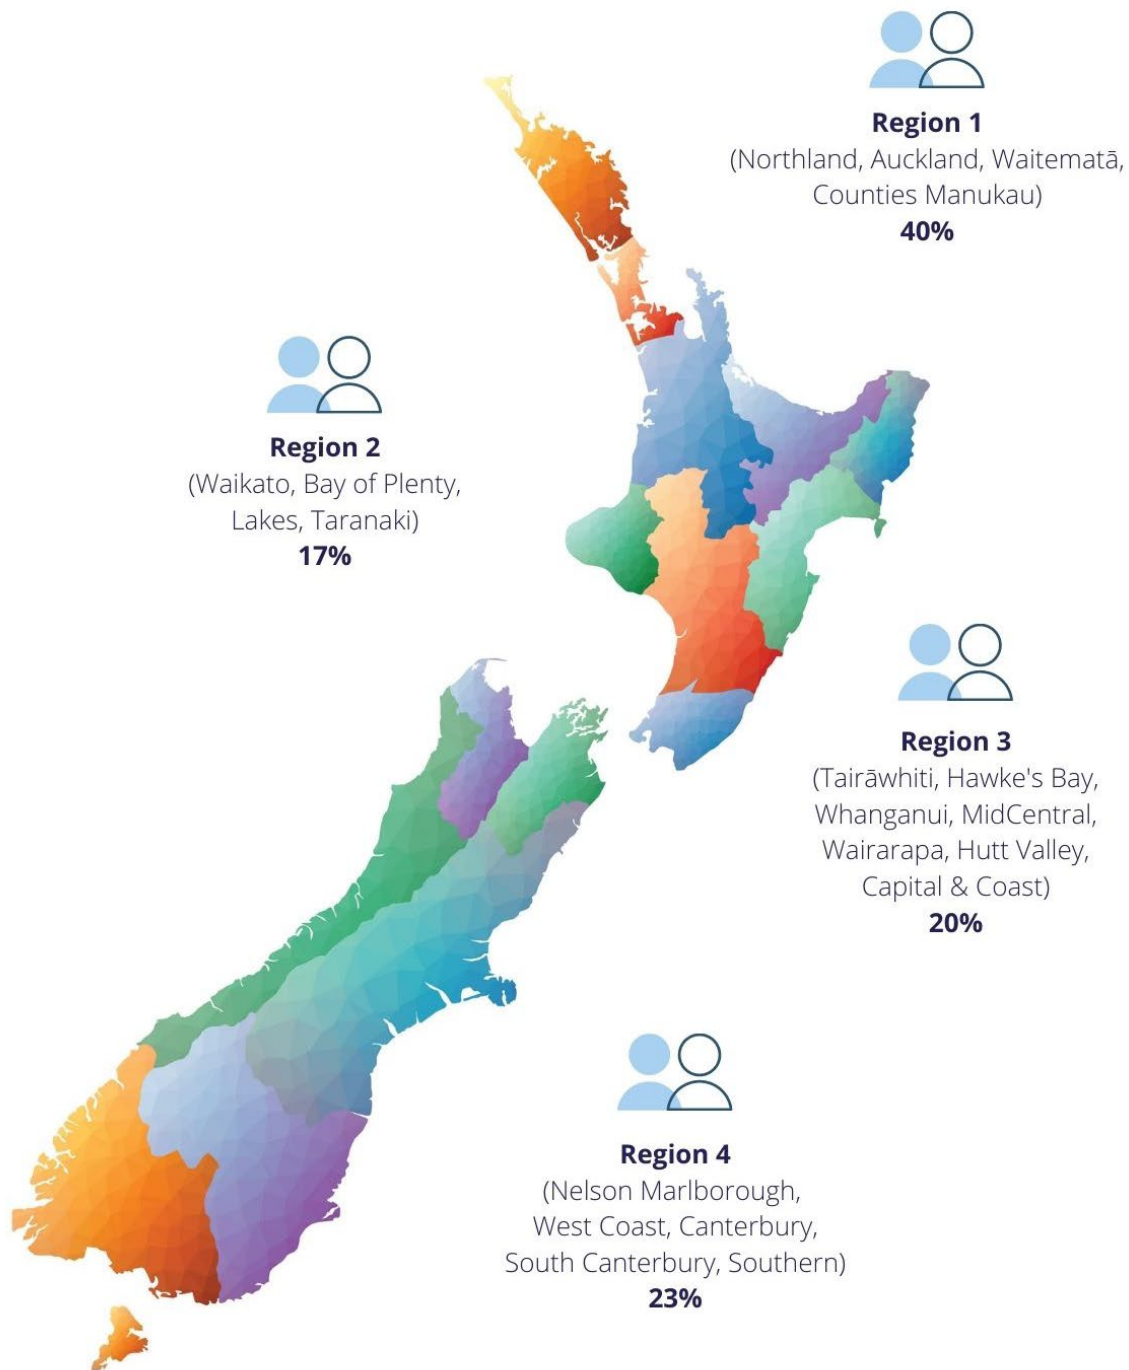 Region 1
(Northland, Auckland, Waitematā,
Counties Manukau)
40%
Region 2
(Waikato, Bay of Plenty,
Lakes, Taranaki)
17%
Region 3
(Tairāwhiti, Hawke's Bay,
Whanganui, MidCentral,
Wairarapa, Hutt Valley,
Capital & Coast)
20%
Region 4
(Nelson Marlborough,
West Coast, Canterbury,
South Canterbury, Southern)
23%